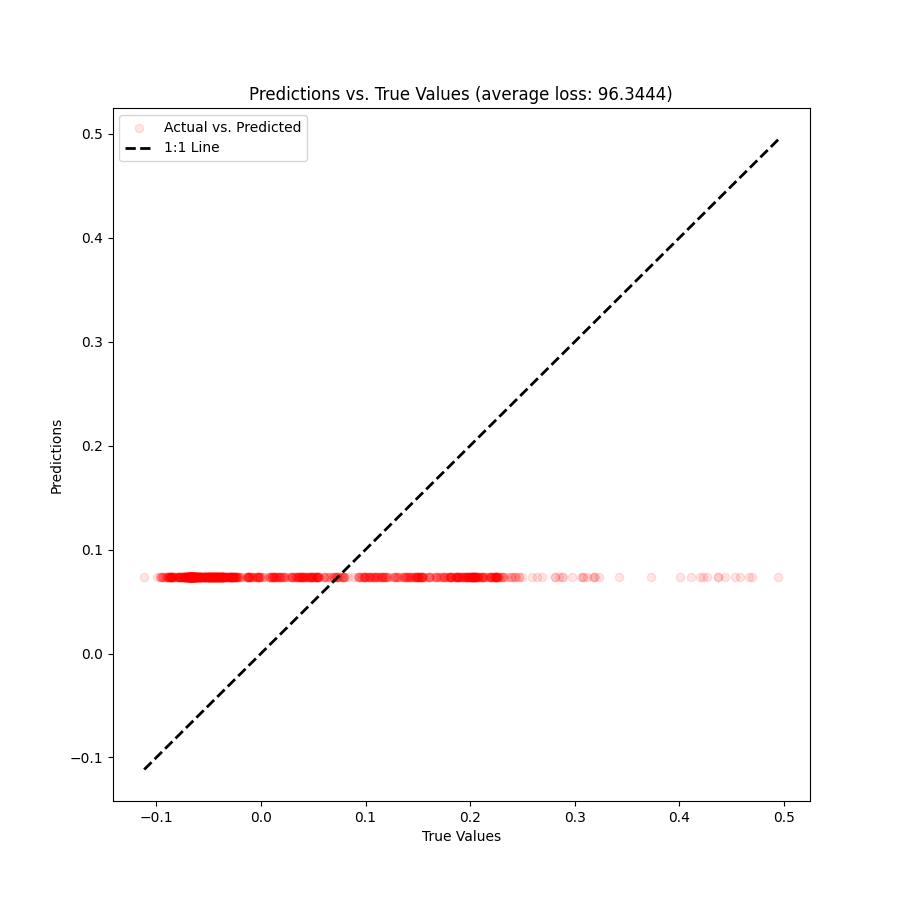 Predictions vs. True Values (average loss: 96.3444)
Actual vs. Predicted
1:1 Line
0.5
0.4
0.3
0.2
0.1
0.0
−0.1
Predictions
−0.1 0.0 0.1 0.2 0.3 0.4 0.5
True Values